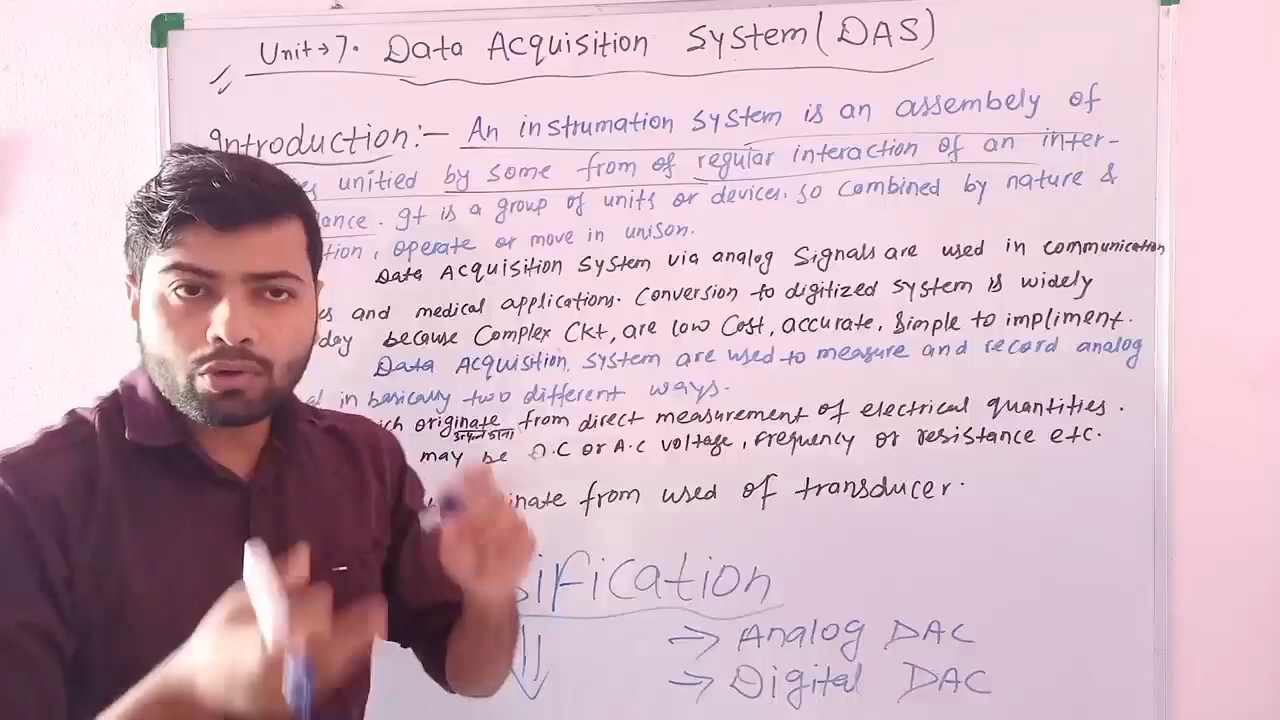 Unit → 7. Data Acquisition System (DAS)
Introduction :- An instrumation system is an assembely of
unitied by some from of regular interaction of an inter-
. It is a group of units or devices, so combined by nature &
, operate or move in unison.
Data Acquisition System via analog Signals are used in communication
and medical applications. Conversion to digitized system is widely
day because Complex Ckt, are low Cost, accurate, Simple to impliment.
Data Acquistion, System are used to measure and record analog
in basically two different ways.
originate from direct measurement of electrical quantities.
may be D.C or A.C voltage, frequency or resistance etc.
from used of transducer.
sification
→ Analog DAC
→ Digital DAC